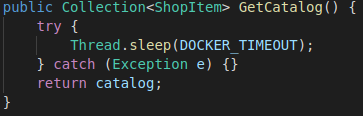 public Collection<ShopItem> GetCatalog() {
    try {
        Thread.sleep(DOCKER_TIMEOUT);
    } catch (Exception e) {}
    return catalog;
}